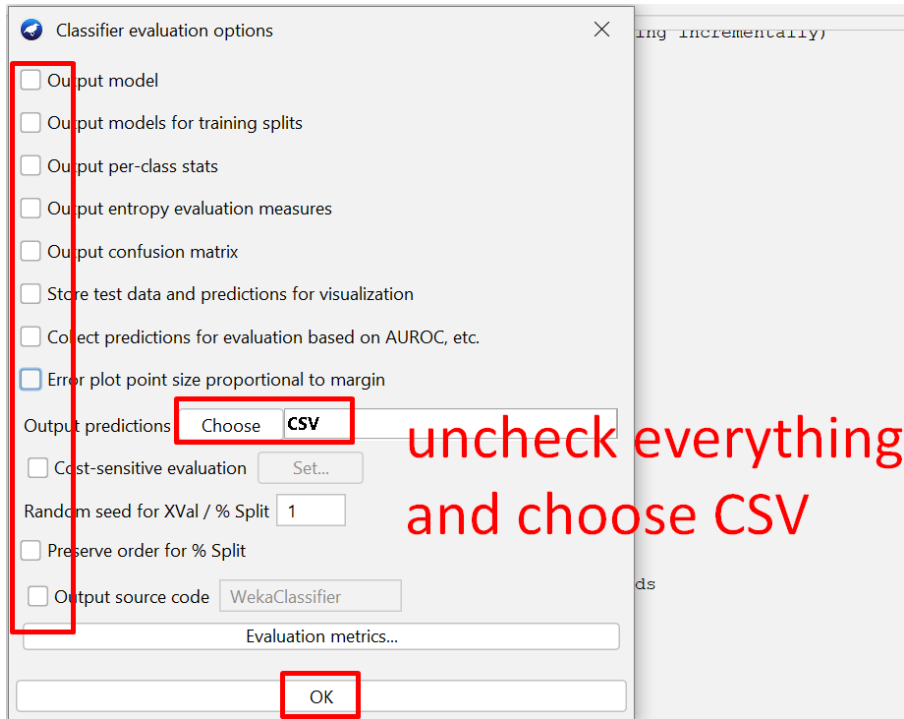 Classifier evaluation options
ing incrementally)
Output model
Output models for training splits
Output per-class stats
Output entropy evaluation measures
Output confusion matrix
Store test data and predictions for visualization
Collect predictions for evaluation based on AUROC, etc.
Error plot point size proportional to margin
Output predictions Choose CSV
uncheck everything
Cost-sensitive evaluation Set...
Random seed for XVal / % Split 1
and choose CSV
Preserve order for % Split
ds
Output source code WekaClassifier
Evaluation metrics...
OK